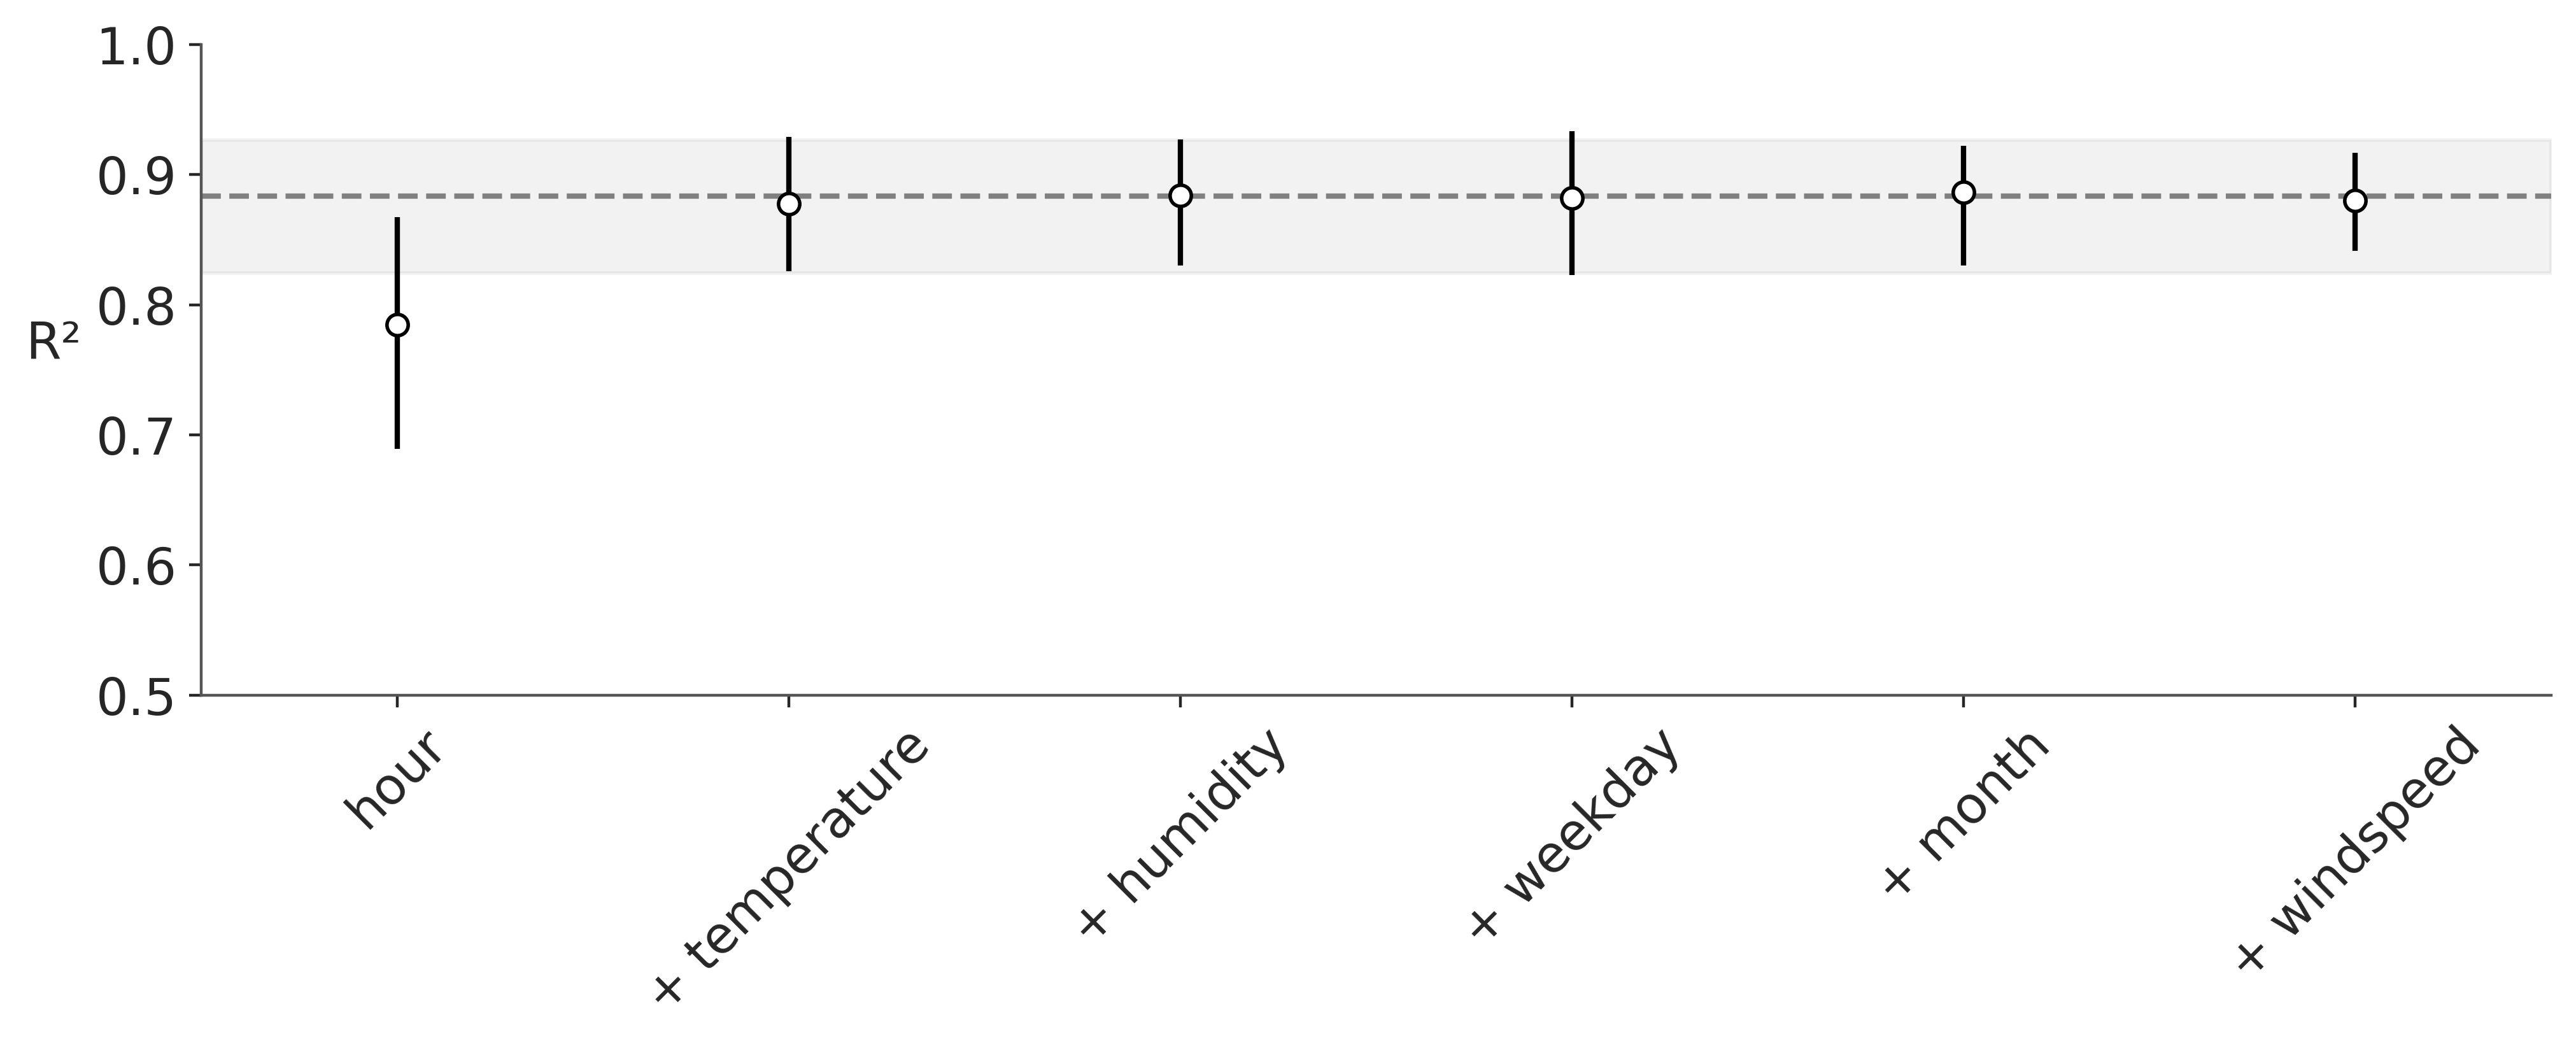 1.0
0.9
0.8
0.7
0.6
0.5
R²
hour
+ temperature
+ humidity
+ weekday
+ month
+ windspeed